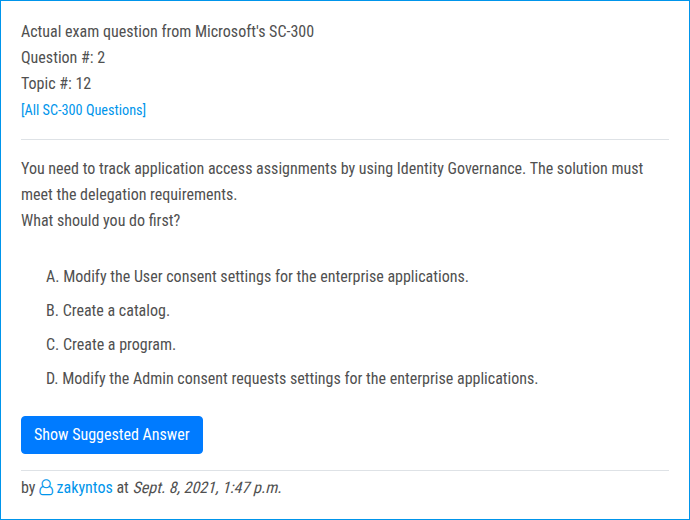 Actual exam question from Microsoft's SC-300
Question #: 2
Topic #: 12
[All SC-300 Questions]
You need to track application access assignments by using Identity Governance. The solution must
meet the delegation requirements.
What should you do first?
A. Modify the User consent settings for the enterprise applications.
B. Create a catalog.
C. Create a program.
D. Modify the Admin consent requests settings for the enterprise applications.
Show Suggested Answer
by zakyntos at Sept. 8, 2021, 1:47 p.m.